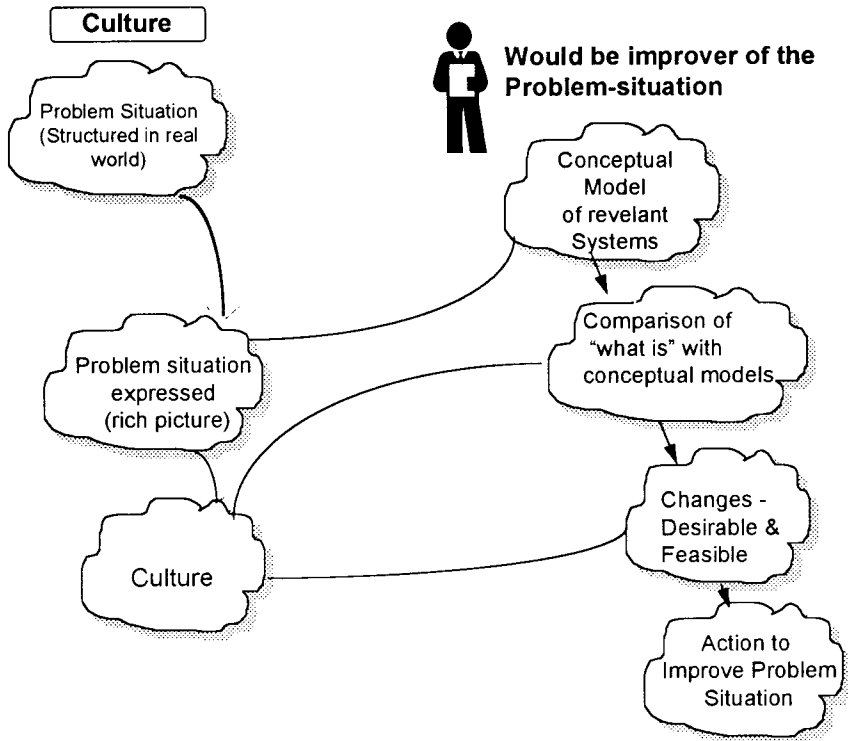 Culture
Would be improver of the
Problem-situation
Problem Situation
(Structured in real
world)
Conceptual
Model
of revelant
Systems
Problem situation
expressed
(rich picture)
Comparison of
“what is” with
conceptual models
Culture
Changes -
Desirable &
Feasible
Action to
Improve Problem
Situation